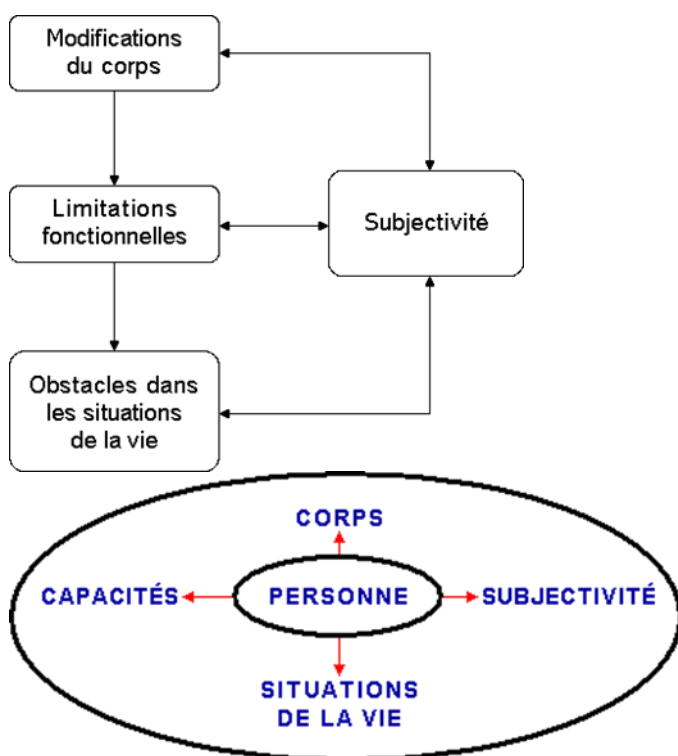 Modifications
du corps
Limitations
fonctionnelles
Subjectivité
Obstacles dans
les situations
de la vie
CORPS
CAPACITÉS
PERSONNE
SUBJECTIVITÉ
SITUATIONS
DE LA VIE